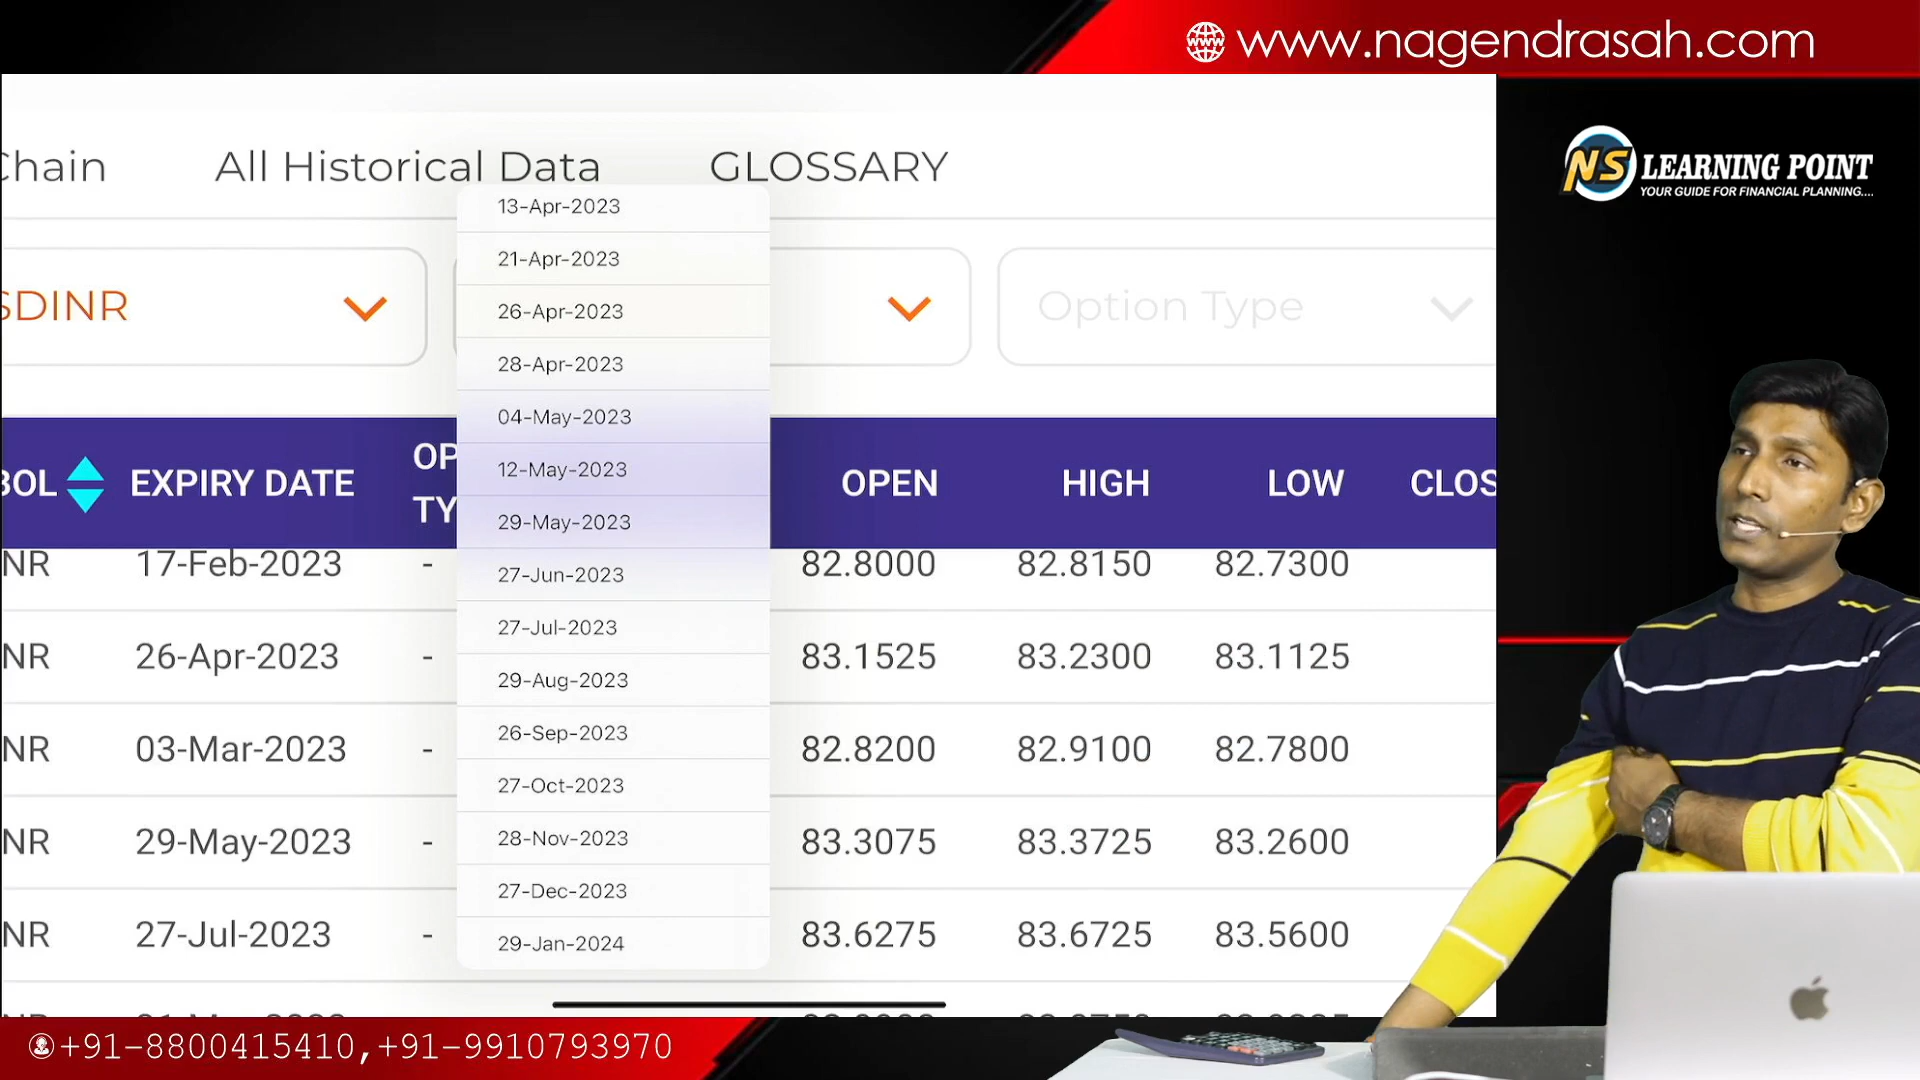 www.nagendrasah.com
NS LEARNING POINT
YOUR GUIDE FOR FINANCIAL PLANNING....
Chain All Historical Data GLOSSARY
SDINR Option Type
13-Apr-2023
21-Apr-2023
26-Apr-2023
28-Apr-2023
04-May-2023
12-May-2023
29-May-2023
27-Jun-2023
27-Jul-2023
29-Aug-2023
26-Sep-2023
27-Oct-2023
28-Nov-2023
27-Dec-2023
29-Jan-2024
BOL EXPIRY DATE OP TY OPEN HIGH LOW CLOS
NR 17-Feb-2023 - 82.8000 82.8150 82.7300
NR 26-Apr-2023 - 83.1525 83.2300 83.1125
NR 03-Mar-2023 - 82.8200 82.9100 82.7800
NR 29-May-2023 - 83.3075 83.3725 83.2600
NR 27-Jul-2023 - 83.6275 83.6725 83.5600
+91-8800415410,+91-9910793970